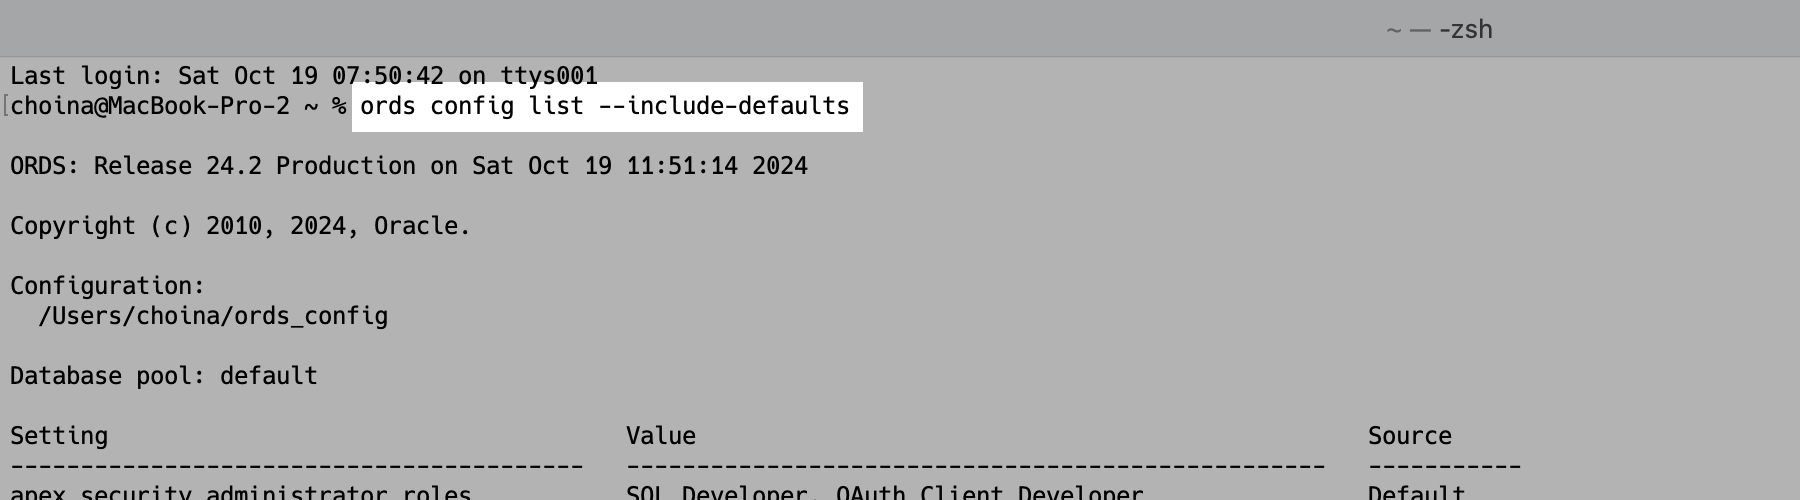 ~ — -zsh
Last login: Sat Oct 19 07:50:42 on ttys001
[choina@MacBook-Pro-2 ~ % ords config list --include-defaults
ORDS: Release 24.2 Production on Sat Oct 19 11:51:14 2024
Copyright (c) 2010, 2024, Oracle.
Configuration:
  /Users/choina/ords_config
Database pool: default
Setting                                     Value                                                Source
-----------------------------------------   --------------------------------------------------   -----------
apex security administrator roles           SQL Developer, OAuth Client Developer                Default